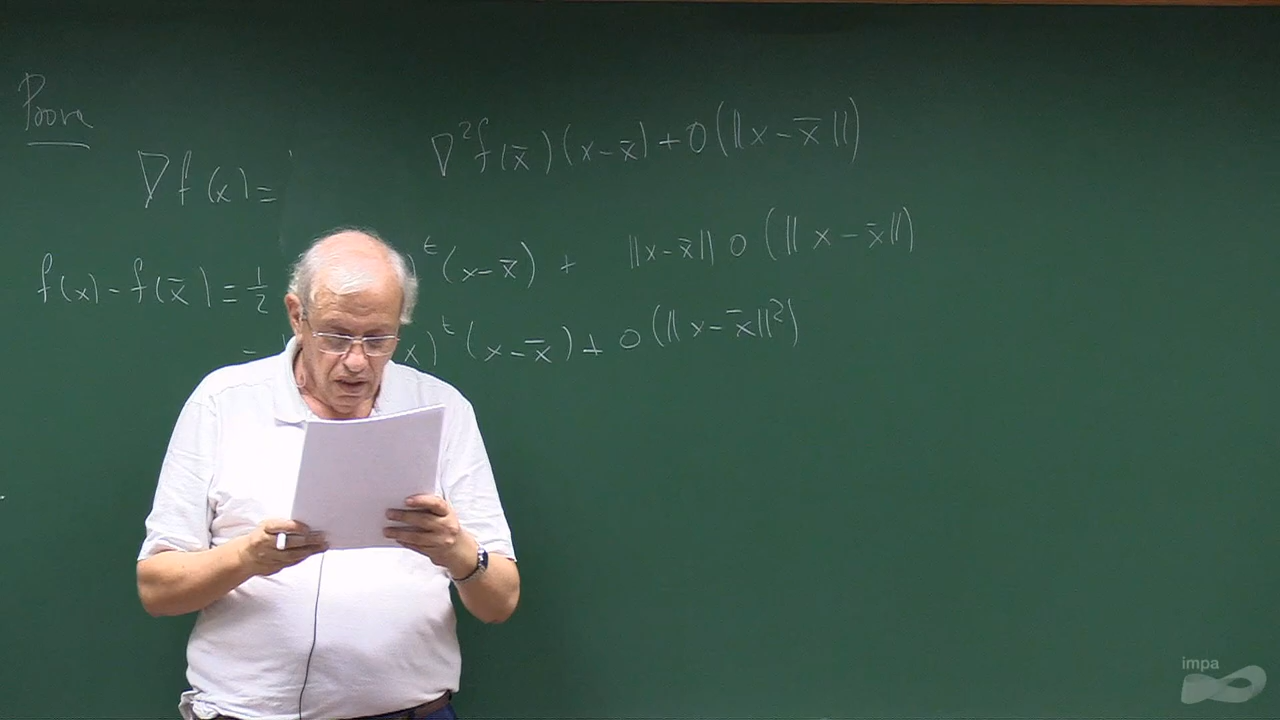 Prova
∇f(x) = ∇²f(x̄)(x-x̄) + o(||x-x̄||)
f(x) - f(x̄) = 1/2 )ᵗ(x-x̄) + ||x-x̄|| o(||x-x̄||)
= x)ᵗ(x-x̄) + o(||x-x̄||²)
impa